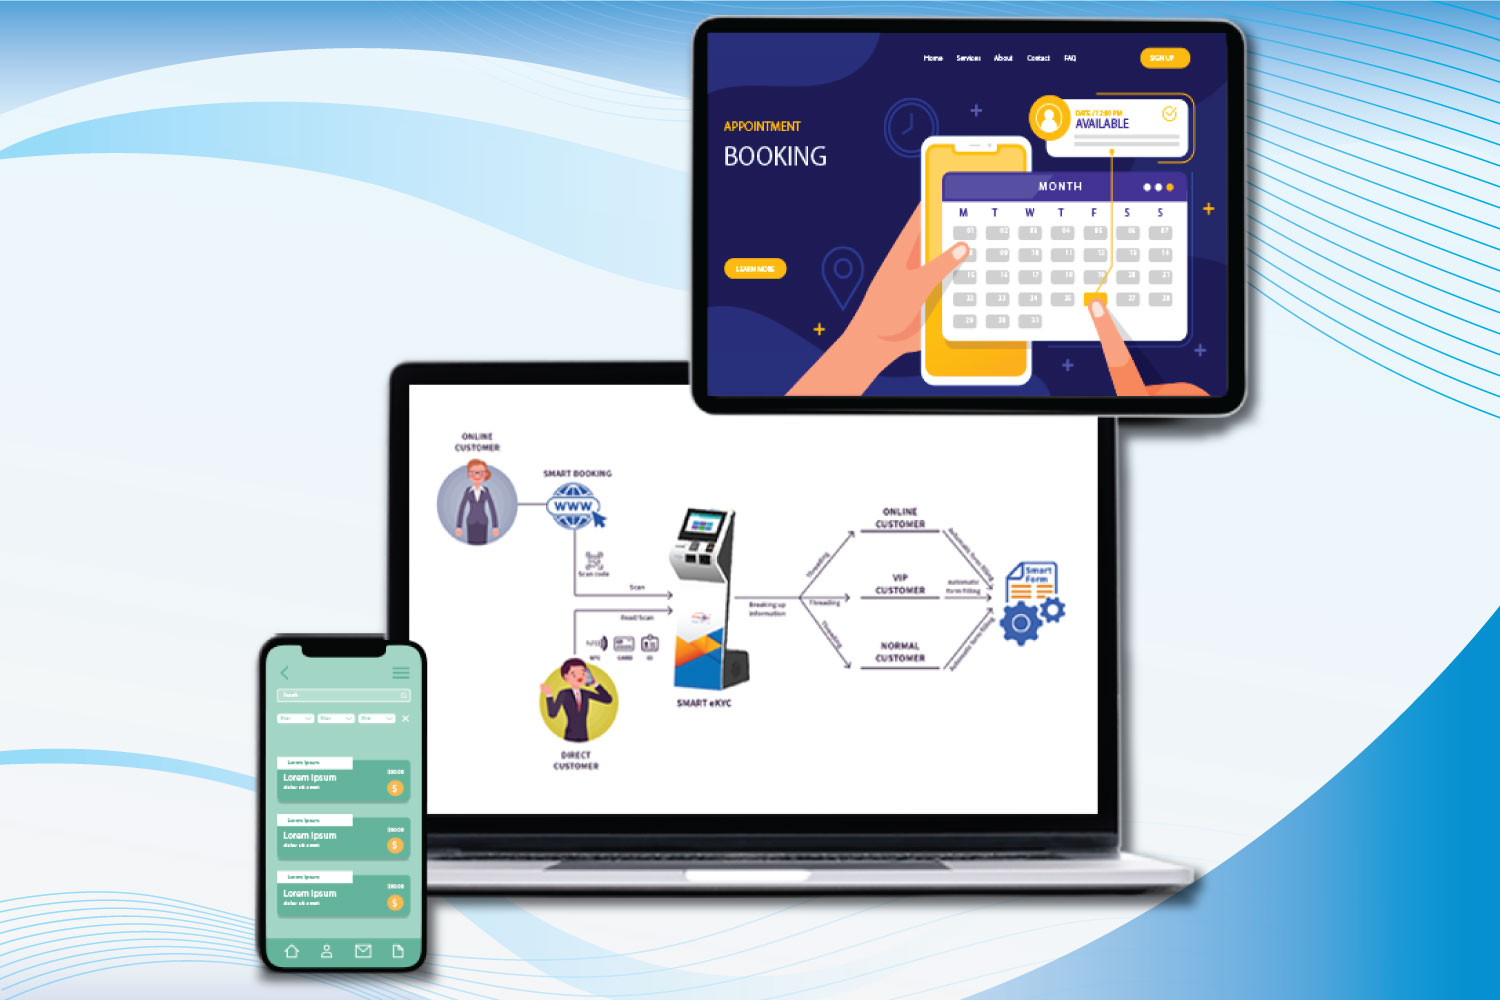 Home Services About Contact FAQ
SIGN UP
APPOINTMENT
BOOKING
LEARN MORE
DATE / 12:00 PM
AVAILABLE
MONTH
M T W T F S S
01 02 03 04 05 06 07
09 10 11 12 13 14
15 16 17 18 19 20 21
22 23 24 25 27 28
29 30 31
ONLINE
CUSTOMER
SMART BOOKING
WWW
Scan code
Scan
Read/Scan
NFC CARD ID
DIRECT
CUSTOMER
SMART eKYC
Breaking up
information
Threading
Threading
Threading
ONLINE
CUSTOMER
VIP
CUSTOMER
NORMAL
CUSTOMER
Automatic form filling
Automatic
form filling
Automatic form filling
Smart
Form
Lorem Ipsum
Lorem Ipsum
dolor sit amet
$
Lorem Ipsum
Lorem Ipsum
dolor sit amet
$
Lorem Ipsum
Lorem Ipsum
dolor sit amet
$